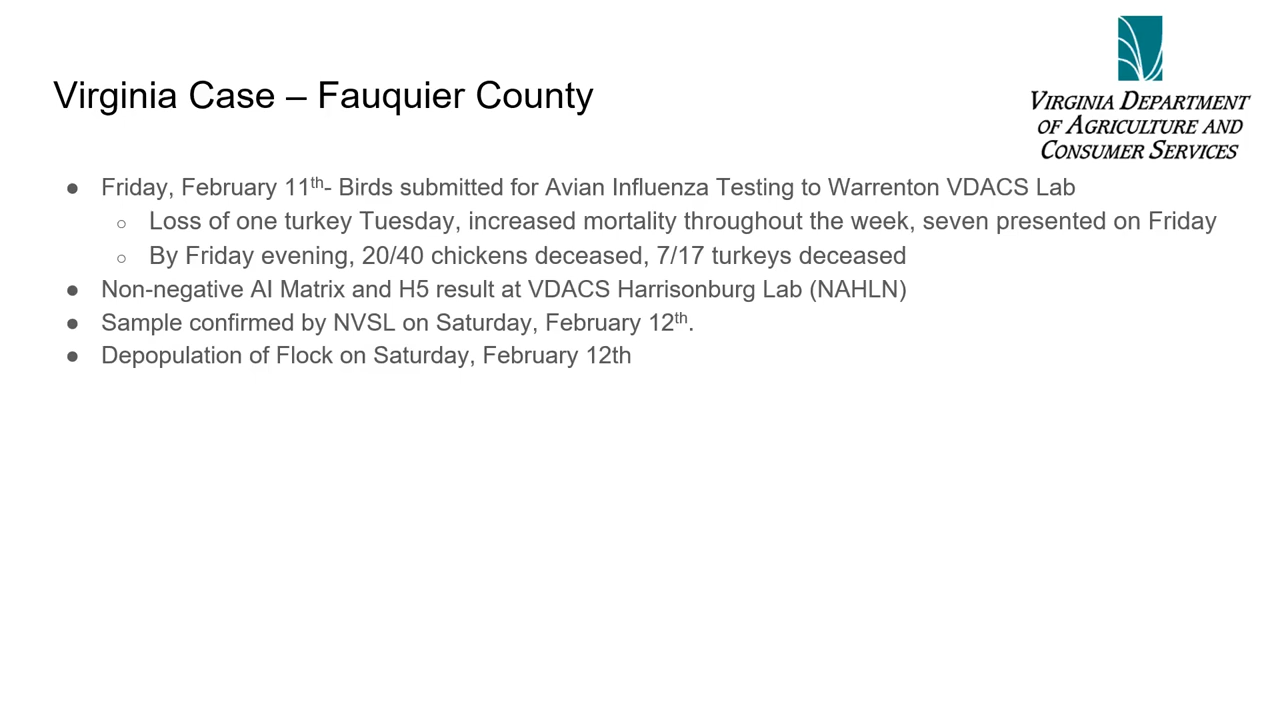 Virginia Case – Fauquier County
VIRGINIA DEPARTMENT
OF AGRICULTURE AND
CONSUMER SERVICES
● Friday, February 11th- Birds submitted for Avian Influenza Testing to Warrenton VDACS Lab
○ Loss of one turkey Tuesday, increased mortality throughout the week, seven presented on Friday
○ By Friday evening, 20/40 chickens deceased, 7/17 turkeys deceased
● Non-negative AI Matrix and H5 result at VDACS Harrisonburg Lab (NAHLN)
● Sample confirmed by NVSL on Saturday, February 12th.
● Depopulation of Flock on Saturday, February 12th